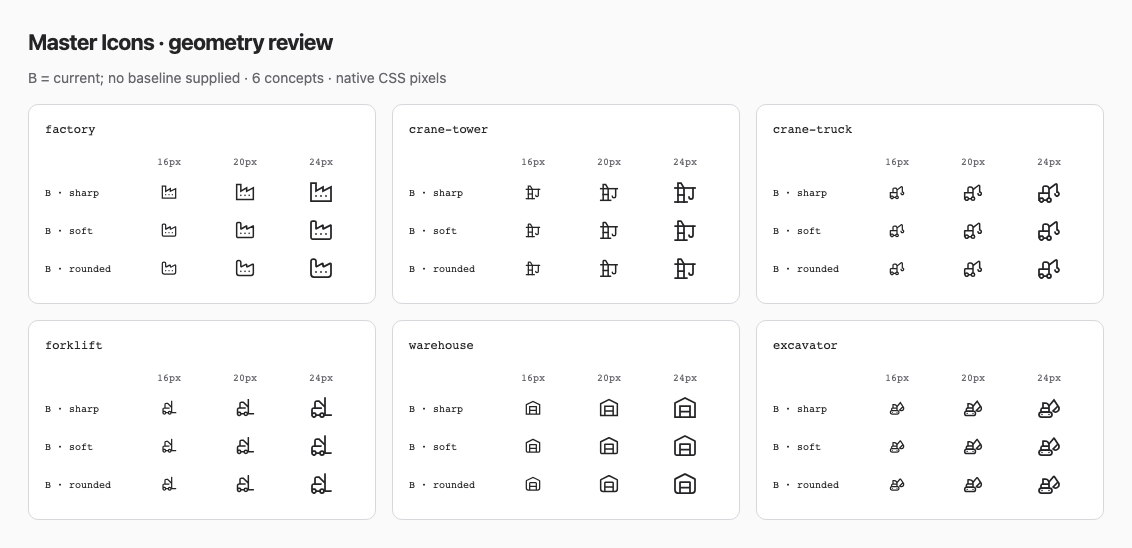 Master Icons · geometry review
B = current; no baseline supplied · 6 concepts · native CSS pixels
factory
16px 20px 24px
B · sharp
B · soft
B · rounded
crane-tower
16px 20px 24px
B · sharp
B · soft
B · rounded
crane-truck
16px 20px 24px
B · sharp
B · soft
B · rounded
forklift
16px 20px 24px
B · sharp
B · soft
B · rounded
warehouse
16px 20px 24px
B · sharp
B · soft
B · rounded
excavator
16px 20px 24px
B · sharp
B · soft
B · rounded